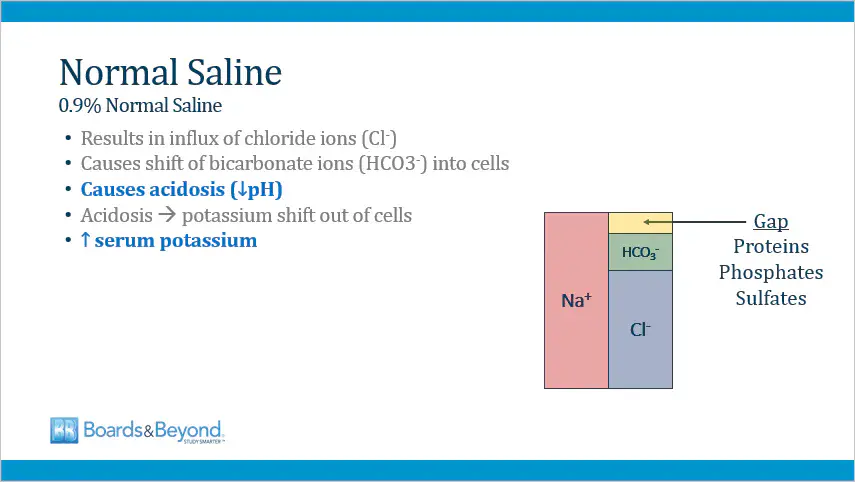 Normal Saline
0.9% Normal Saline
• Results in influx of chloride ions (Cl⁻)
• Causes shift of bicarbonate ions (HCO3⁻) into cells
• Causes acidosis (↓pH)
• Acidosis → potassium shift out of cells
• ↑ serum potassium
Gap
Proteins
Phosphates
Sulfates
HCO₃⁻
Na⁺
Cl⁻
BB Boards&Beyond.
STUDY SMARTER™